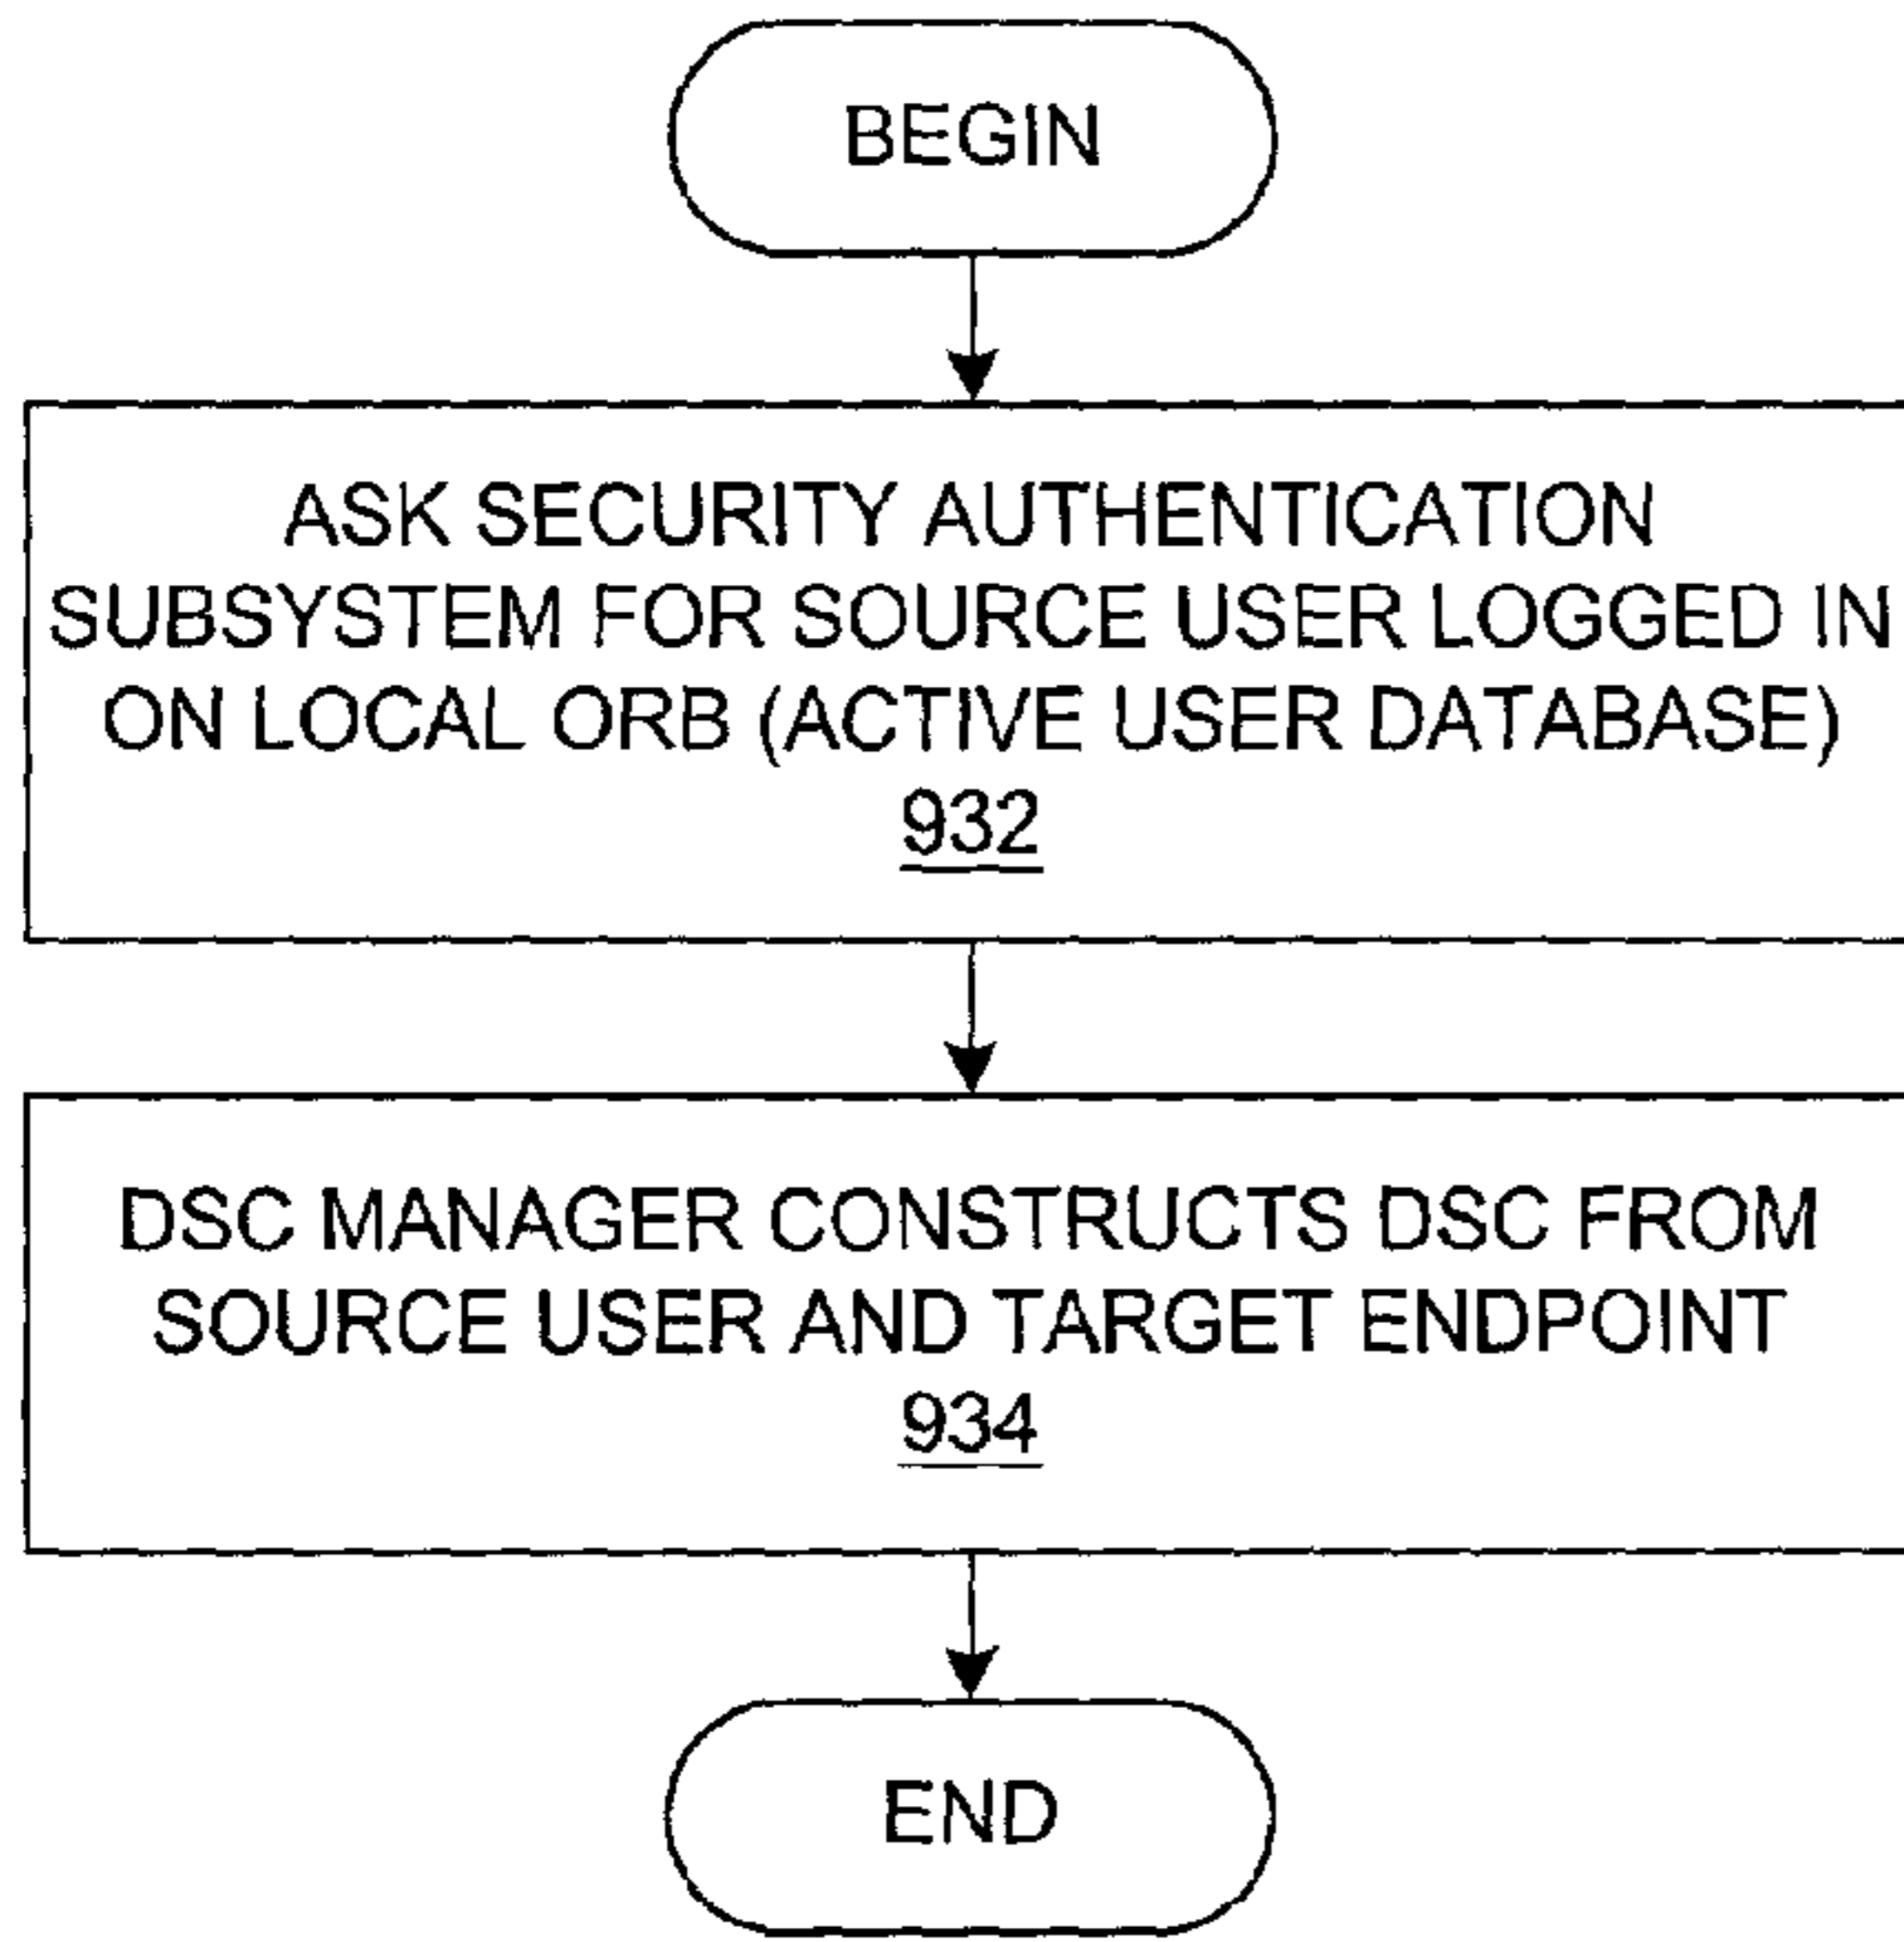 BEGIN
ASK SECURITY AUTHENTICATION
SUBSYSTEM FOR SOURCE USER LOGGED IN
ON LOCAL ORB (ACTIVE USER DATABASE)
932
DSC MANAGER CONSTRUCTS DSC FROM
SOURCE USER AND TARGET ENDPOINT
934
END